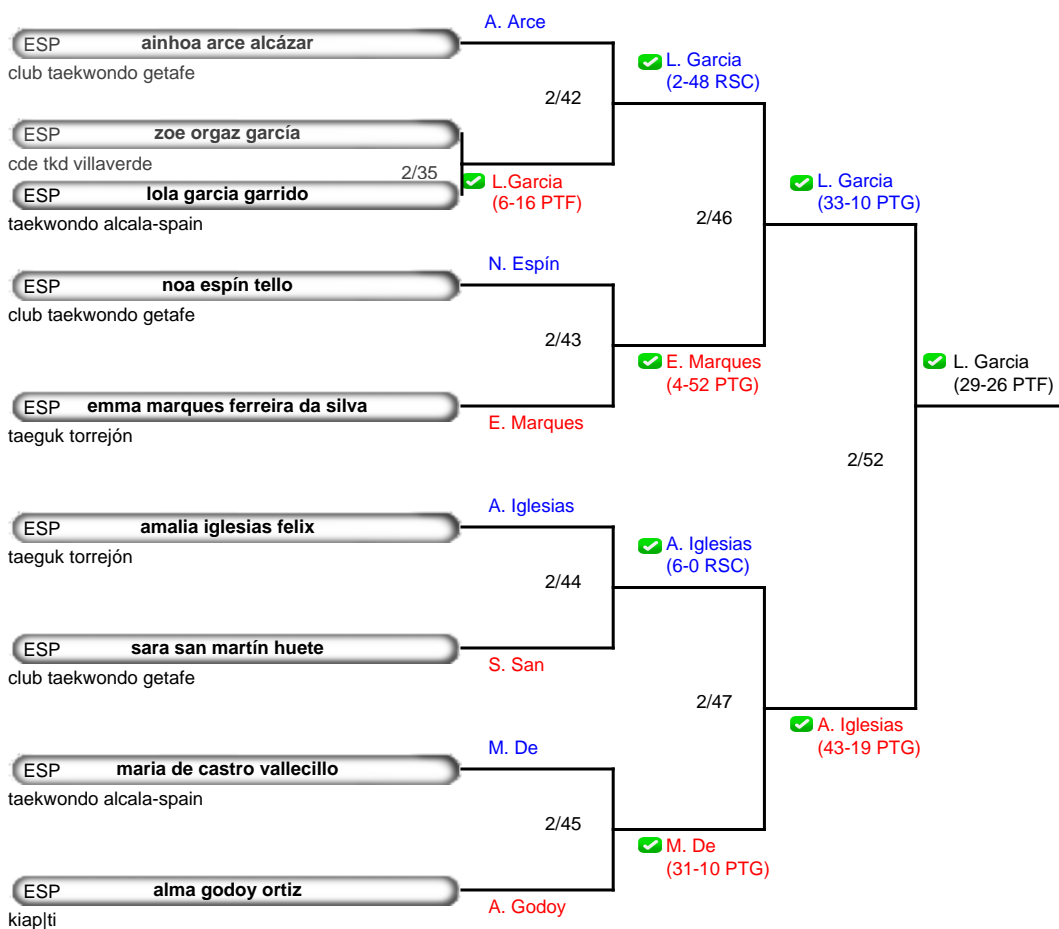 A. Arce
ESP ainhoa arce alcázar
club taekwondo getafe
L. Garcia
(2-48 RSC)
2/42
ESP zoe orgaz garcía
cde tkd villaverde
2/35
L.Garcia
(6-16 PTF)
ESP lola garcia garrido
taekwondo alcala-spain
L. Garcia
(33-10 PTG)
2/46
N. Espín
ESP noa espín tello
club taekwondo getafe
2/43
E. Marques
(4-52 PTG)
L. Garcia
(29-26 PTF)
ESP emma marques ferreira da silva
E. Marques
taeguk torrejón
2/52
A. Iglesias
ESP amalia iglesias felix
taeguk torrejón
A. Iglesias
(6-0 RSC)
2/44
ESP sara san martín huete
S. San
club taekwondo getafe
2/47
A. Iglesias
(43-19 PTG)
M. De
ESP maria de castro vallecillo
taekwondo alcala-spain
2/45
M. De
(31-10 PTG)
ESP alma godoy ortiz
A. Godoy
kiap|ti